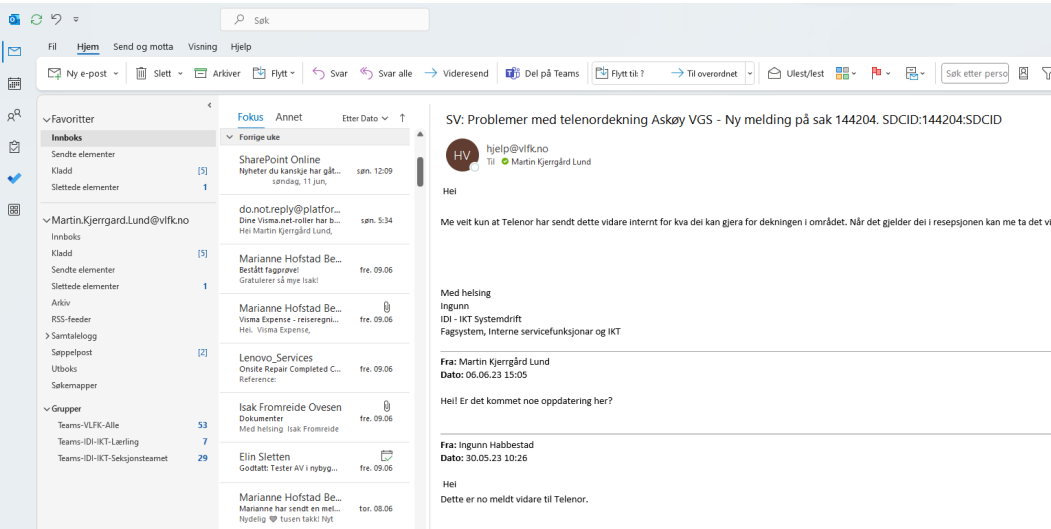 Søk
Fil Hjem Send og motta Visning Hjelp
Ny e-post Slett Arkiver Flytt Svar Svar alle Videresend Del på Teams Flytt til: ? Til overordnet Ulest/lest Søk etter perso
Favoritter
Innboks
Sendte elementer
Kladd [5]
Slettede elementer 1
Martin.Kjerrgard.Lund@vlfk.no
Innboks
Kladd [5]
Sendte elementer
Slettede elementer 1
Arkiv
RSS-feeder
Samtalelogg
Søppelpost [2]
Utboks
Søkemapper
Grupper
Teams-VLFK-Alle 53
Teams-IDI-IKT-Lærling 7
Teams-IDI-IKT-Seksjonsteamet 29
Fokus Annet Etter Dato
Forrige uke
SharePoint Online
Nyheter du kanskje har gåt... søn. 12:09
søndag, 11 jun,
do.not.reply@platfor...
Dine Visma.net-roller har b... søn. 5:34
Hei Martin Kjerrgård Lund,
Marianne Hofstad Be...
Bestått fagprøve! fre. 09.06
Gratulerer så mye Isak!
Marianne Hofstad Be...
Visma Expense - reiseregni... fre. 09.06
Hei. Visma Expense,
Lenovo_Services
Onsite Repair Completed C... fre. 09.06
Reference:
Isak Fromreide Ovesen
Dokumenter fre. 09.06
Med helsing Isak Fromreide
Elin Sletten
Godtatt: Tester AV i nybyg... fre. 09.06
Marianne Hofstad Be...
Marianne har sendt en mel... tor. 08.06
Nydelig 🩶 tusen takk! Nyt
SV: Problemer med telenordekning Askøy VGS - Ny melding på sak 144204. SDCID:144204:SDCID
HV
hjelp@vlfk.no
Til Martin Kjerrgård Lund
Hei
Me veit kun at Telenor har sendt dette vidare internt for kva dei kan gjera for dekningen i området. Når det gjelder dei i resepsjonen kan me ta det vi
Med helsing
Ingunn
IDI - IKT Systemdrift
Fagsystem, Interne servicefunksjonar og IKT
Fra: Martin Kjerrgård Lund
Dato: 06.06.23 15:05
Hei! Er det kommet noe oppdatering her?
Fra: Ingunn Habbestad
Dato: 30.05.23 10:26
Hei
Dette er no meldt vidare til Telenor.